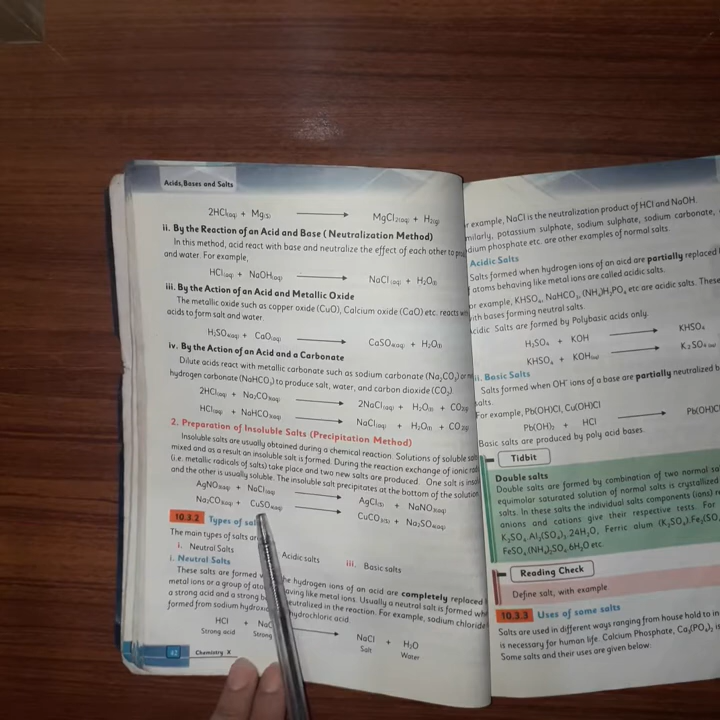 Acids, Bases and Salts
2HCl(aq) + Mg(s) → MgCl2(aq) + H2(g)
ii. By the Reaction of an Acid and Base ( Neutralization Method)
In this method, acid react with base and neutralize the effect of each other to
and water. For example,
HCl(aq) + NaOH(aq) → NaCl(aq) + H2O(l)
iii. By the Action of an Acid and Metallic Oxide
The metallic oxide such as copper oxide (CuO), Calcium oxide (CaO) etc. reacts
acids to form salt and water.
H2SO4(aq) + CaO(aq) → CaSO4(aq) + H2O(l)
iv. By the Action of an Acid and a Carbonate
Dilute acids react with metallic carbonate such as sodium carbonate (Na2CO3) or
hydrogen carbonate (NaHCO3) to produce salt, water, and carbon dioxide (CO2).
2HCl(aq) + Na2CO3(aq) → 2NaCl(aq) + H2O(l) + CO2(g)
HCl(aq) + NaHCO3(aq) → NaCl(aq) + H2O(l) + CO2(g)
2. Preparation of Insoluble Salts (Precipitation Method)
Insoluble salts are usually obtained during a chemical reaction. Solutions of soluble
mixed and as a result an insoluble salt is formed. During the reaction exchange of ionic
(i.e. metallic radicals of salts) take place and two new salts are produced. One salt is
and the other is usually soluble. The insoluble salt precipitates at the bottom of the solution
AgNO3(aq) + NaCl(aq) → AgCl(s) + NaNO3(aq)
Na2CO3(aq) + CuSO4(aq) → CuCO3(s) + Na2SO4(aq)
10.3.2 Types of
The main types of salts
i. Neutral Salts Acidic salts iii. Basic salts
i. Neutral Salts
These salts are formed the hydrogen ions of an acid are completely replaced
metal ions or a group of like metal ions. Usually a neutral salt is formed
a strong acid and a strong neutralized in the reaction. For example, sodium chloride
formed from sodium hydrochloric acid.
HCl + → NaCl + H2O
Strong acid Strong Salt Water
62 Chemistry X
example, NaCl is the neutralization product of HCl and NaOH.
potassium sulphate, sodium sulphate, sodium carbonate,
phosphate etc. are other examples of normal salts.
Acidic Salts
Salts formed when hydrogen ions of an acid are partially replaced
atoms behaving like metal ions are called acidic salts.
example, KHSO4, NaHCO3, (NH4)H2PO4 etc are acidic salts. These
with bases forming neutral salts.
Acidic Salts are formed by Polybasic acids only.
H2SO4 + KOH → KHSO4
KHSO4 + KOH(aq) → K2SO4(aq)
Basic Salts
Salts formed when OH⁻ ions of a base are partially neutralized
salts.
For example, Pb(OH)Cl, Cu(OH)Cl
Pb(OH)2 + HCl →
Basic salts are produced by poly acid bases.
Tidbit
Double salts
Double salts are formed by combination of two normal
equimolar saturated solution of normal salts is crystallized
salts. In these the individual salts components (ions)
anions and cations give their respective tests. For
K2SO4.Al2(SO4)3.24H2O, Ferric alum
FeSO4.(NH4)2SO4.6H2O etc.
Reading Check
Define salt, with example
10.3.3 Uses of some salts
Salts are used in different ways ranging from house hold to
is necessary for human life. Calcium Phosphate, Ca3(PO4)2
Some salts and their uses are given below: